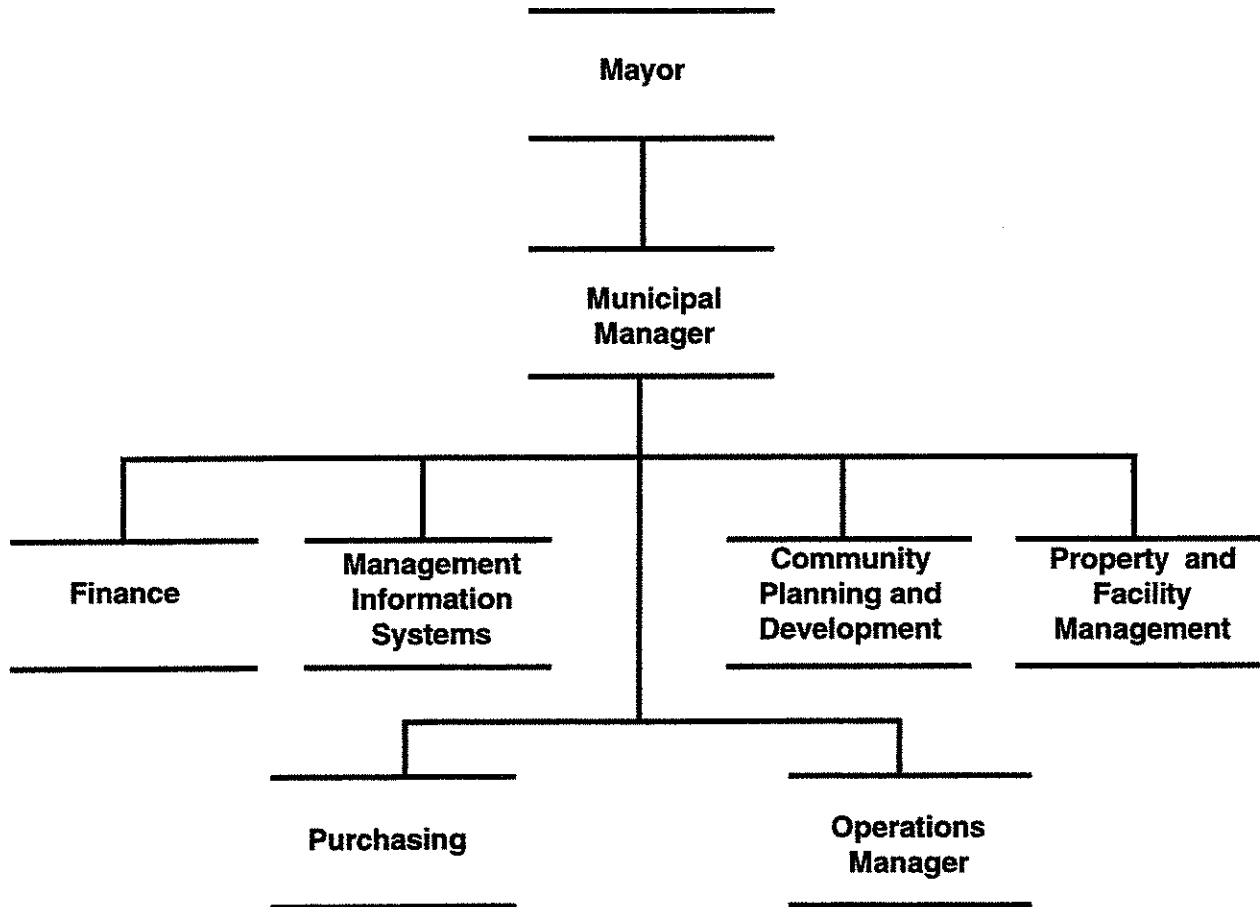 Mayor
Municipal
Manager
Finance
Management
Information
Systems
Community
Planning and
Development
Property and
Facility
Management
Purchasing
Operations
Manager